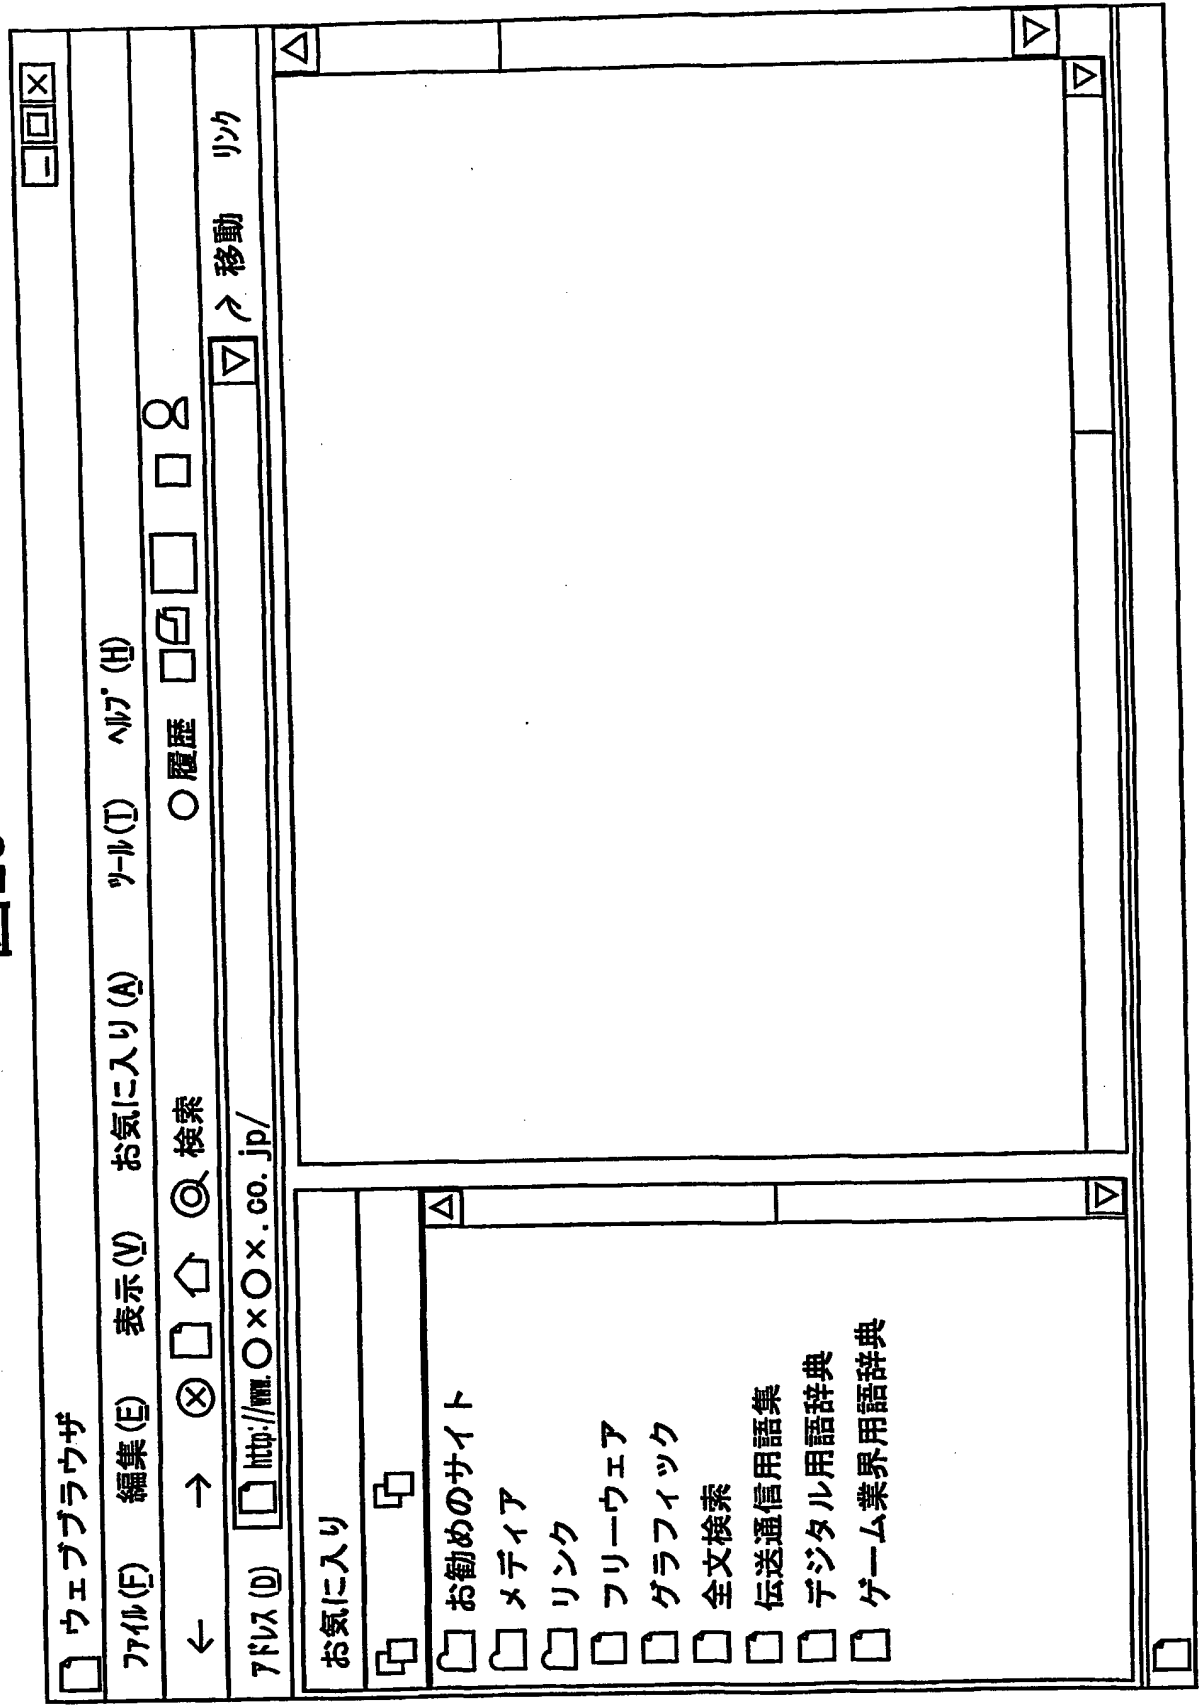 ウェブブラウザ
ファイル(F) 編集(E) 表示(V) お気に入り(A) ツール(T) ヘルプ(H)
検索 履歴
アドレス(D) http://www.○×○×.co.jp/ 移動 リンク
お気に入り
お勧めのサイト
メディア
リンク
フリーウェア
グラフィック
全文検索
伝送通信用語集
デジタル用語辞典
ゲーム業界用語辞典